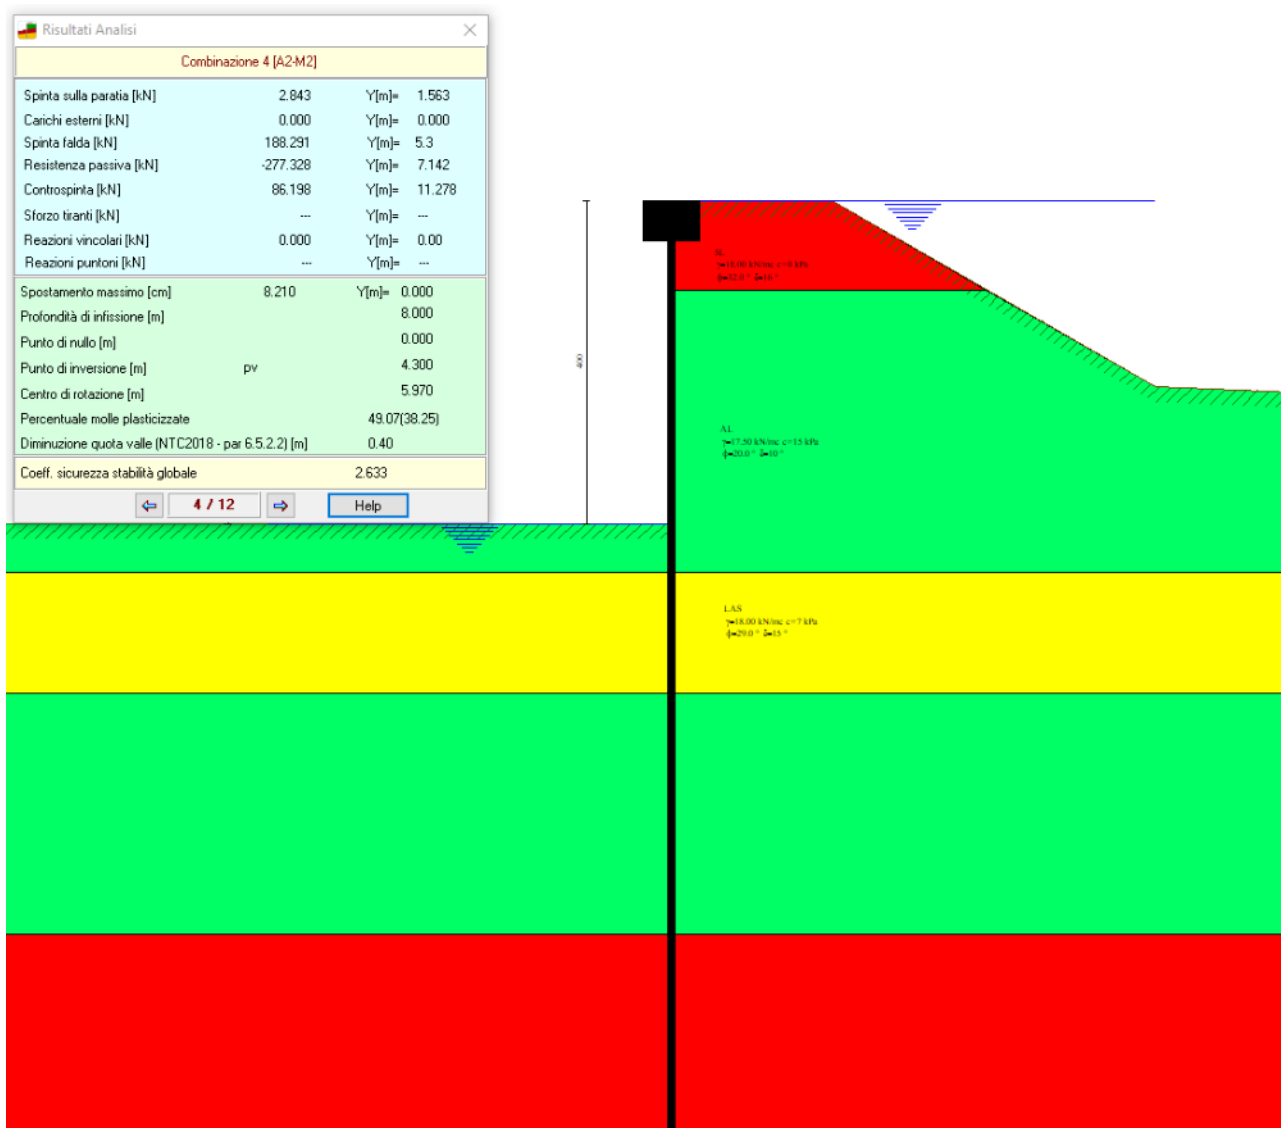 Risultati Analisi
Combinazione 4 [A2-M2]
Spinta sulla paratia [kN] 2.843 Y[m]= 1.563
Carichi esterni [kN] 0.000 Y[m]= 0.000
Spinta falda [kN] 188.291 Y[m]= 5.3
Resistenza passiva [kN] -277.328 Y[m]= 7.142
Controspinta [kN] 86.198 Y[m]= 11.278
Sforzo tiranti [kN] --- Y[m]= ---
Reazioni vincolari [kN] 0.000 Y[m]= 0.00
Reazioni puntoni [kN] --- Y[m]= ---
Spostamento massimo [cm] 8.210 Y[m]= 0.000
Profondità di infissione [m] 8.000
Punto di nullo [m] 0.000
Punto di inversione [m] pv 4.300
Centro di rotazione [m] 5.970
Percentuale molle plasticizzate 49.07(38.25)
Diminuzione quota valle (NTC2018 - par 6.5.2.2) [m] 0.40
Coeff. sicurezza stabilità globale 2.633
4 / 12 Help
400
γ=17.50 kN/mc c=15 kPa
ϕ=20.0 ° δ=10 °
LAS
γ=18.00 kN/mc c=7 kPa
ϕ=29.0 ° δ=15 °